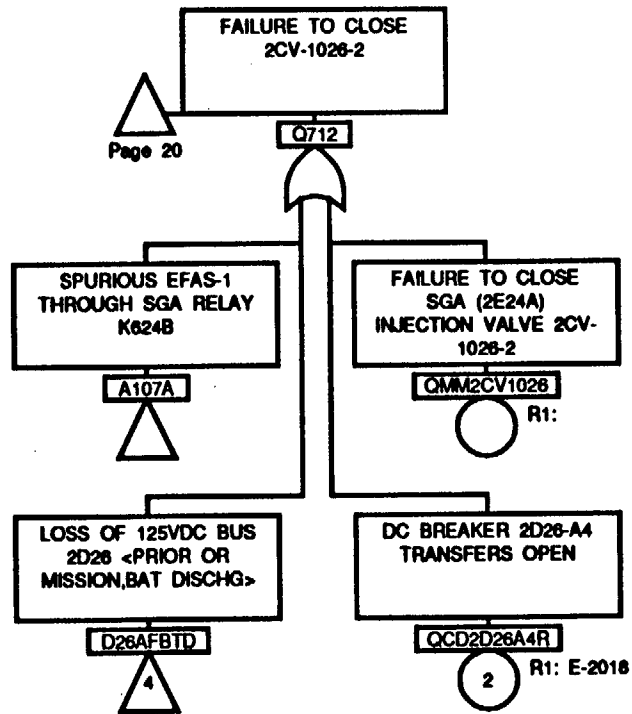 FAILURE TO CLOSE
2CV-1026-2
Page 20
Q712
SPURIOUS EFAS-1
THROUGH SGA RELAY
K624B
A107A
FAILURE TO CLOSE
SGA (2E24A)
INJECTION VALVE 2CV-
1026-2
QMM2CV1026
R1:
LOSS OF 125VDC BUS
2D26 <PRIOR OR
MISSION,BAT DISCHG>
D26AFBTD
4
DC BREAKER 2D26-A4
TRANSFERS OPEN
QCD2D26A4R
2
R1: E-2018